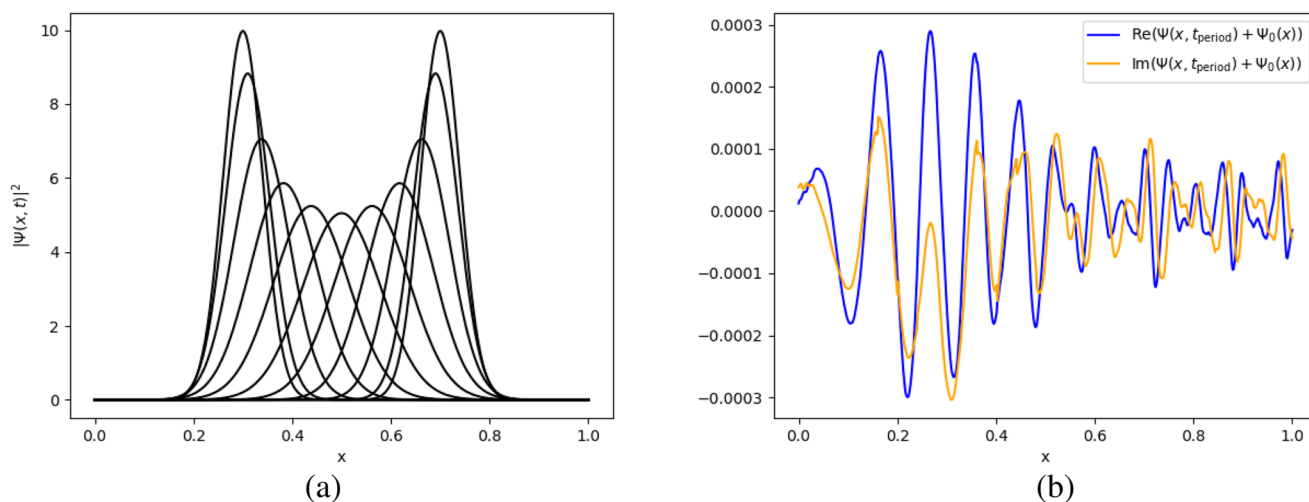 10
8
6
4
2
0
|Ψ(x, t)|²
0.0 0.2 0.4 0.6 0.8 1.0
x
(a)
0.0003
0.0002
0.0001
0.0000
−0.0001
−0.0002
−0.0003
Re(Ψ(x, t_period) + Ψ₀(x))
Im(Ψ(x, t_period) + Ψ₀(x))
0.0 0.2 0.4 0.6 0.8 1.0
x
(b)